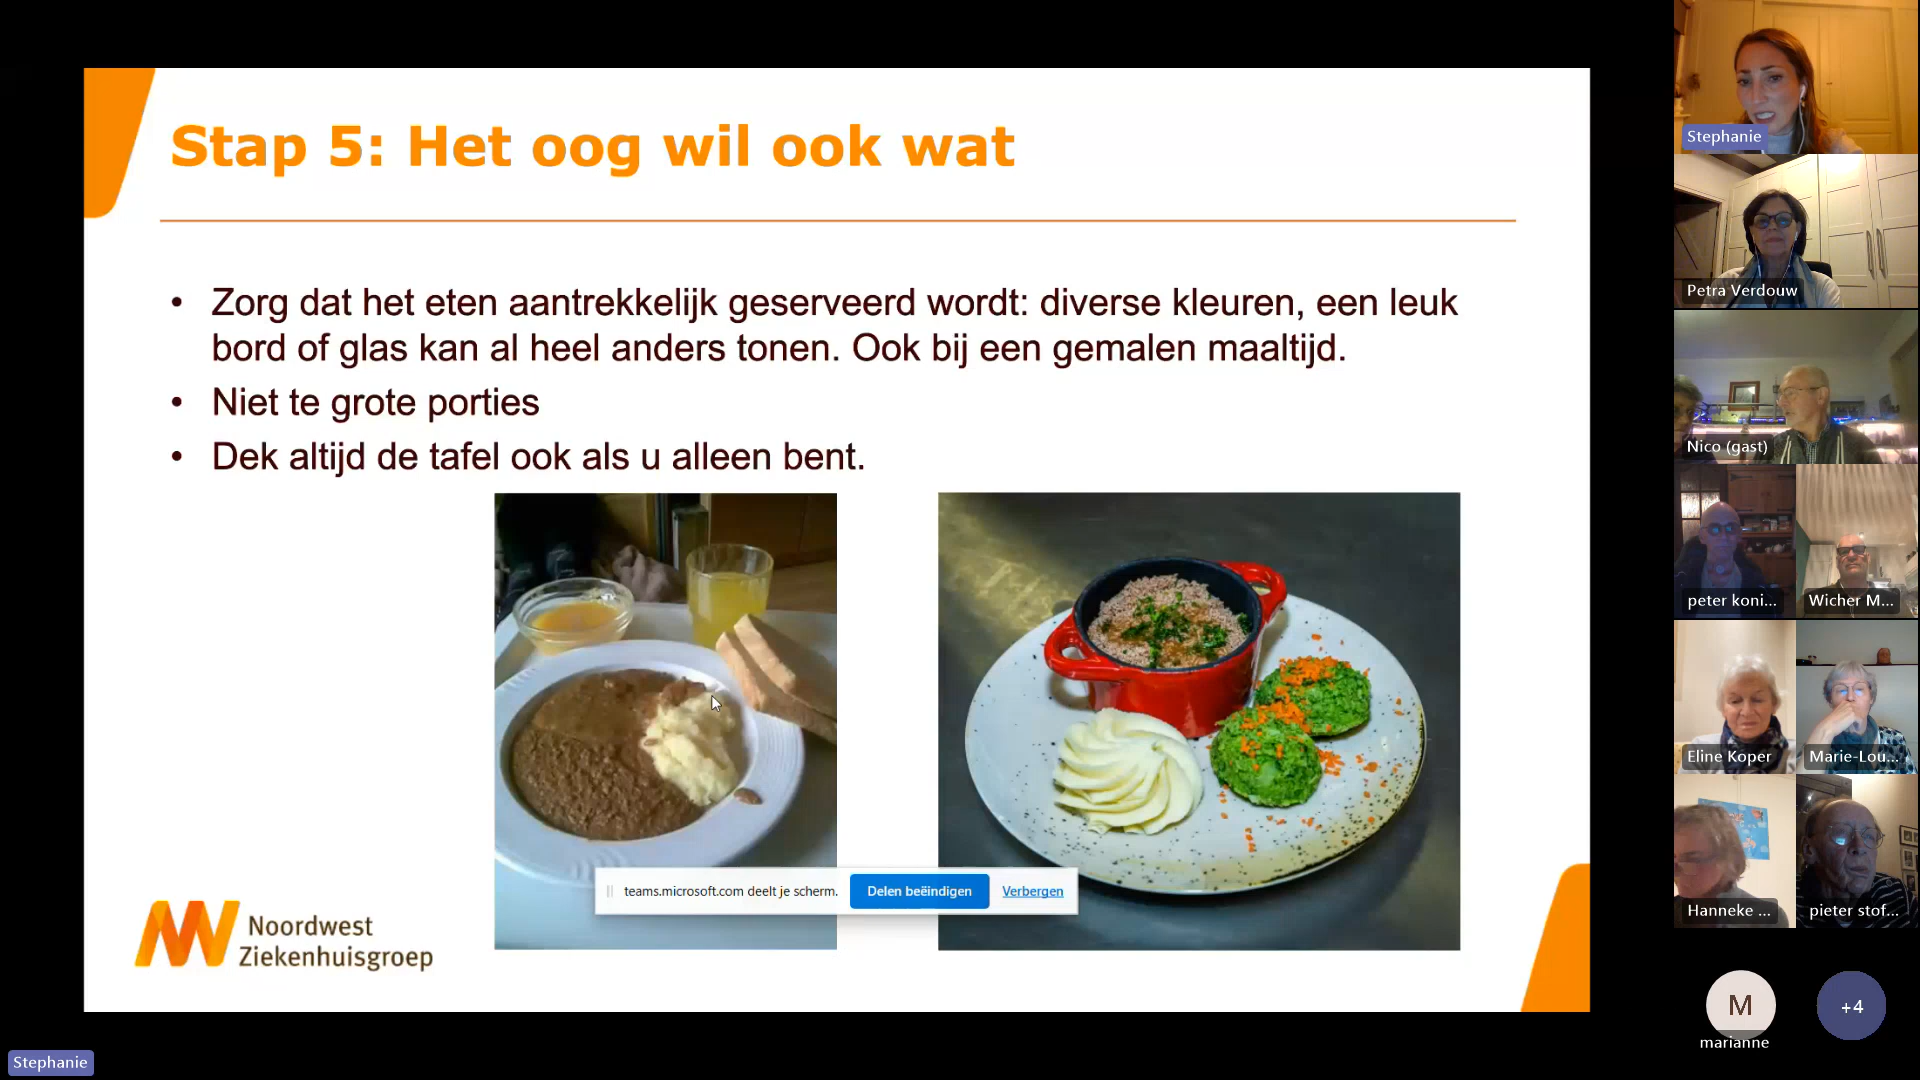 Stap 5: Het oog wil ook wat
• Zorg dat het eten aantrekkelijk geserveerd wordt: diverse kleuren, een leuk
bord of glas kan al heel anders tonen. Ook bij een gemalen maaltijd.
• Niet te grote porties
• Dek altijd de tafel ook als u alleen bent.
teams.microsoft.com deelt je scherm.
Delen beëindigen
Verbergen
Noordwest
Ziekenhuisgroep
Stephanie
Stephanie
Petra Verdouw
Nico (gast)
peter koni...
Wicher M...
Eline Koper
Marie-Lou...
Hanneke ...
pieter stof...
M
marianne
+4